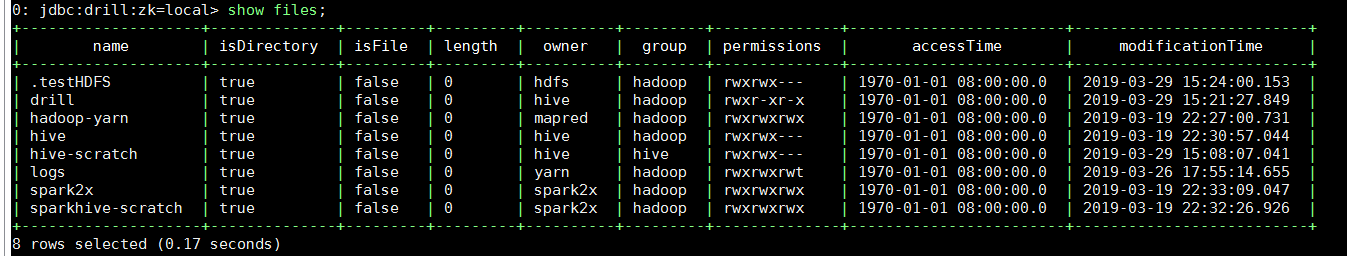 0: jdbc:drill:zk=local> show files;
+---------------------+--------------+---------+---------+----------+---------+--------------+------------------------+--------------------------+
|        name         | isDirectory  | isFile  | length  |  owner   |  group  | permissions  |       accessTime       |     modificationTime     |
+---------------------+--------------+---------+---------+----------+---------+--------------+------------------------+--------------------------+
| .testHDFS           | true         | false   | 0       | hdfs     | hadoop  | rwxrwx---    | 1970-01-01 08:00:00.0  | 2019-03-29 15:24:00.153  |
| drill               | true         | false   | 0       | hive     | hadoop  | rwxr-xr-x    | 1970-01-01 08:00:00.0  | 2019-03-29 15:21:27.849  |
| hadoop-yarn         | true         | false   | 0       | mapred   | hadoop  | rwxrwxrwx    | 1970-01-01 08:00:00.0  | 2019-03-19 22:27:00.731  |
| hive                | true         | false   | 0       | hive     | hadoop  | rwxrwx---    | 1970-01-01 08:00:00.0  | 2019-03-19 22:30:57.044  |
| hive-scratch        | true         | false   | 0       | hive     | hive    | rwxrwx---    | 1970-01-01 08:00:00.0  | 2019-03-29 15:08:07.041  |
| logs                | true         | false   | 0       | yarn     | hadoop  | rwxrwxrwt    | 1970-01-01 08:00:00.0  | 2019-03-26 17:55:14.655  |
| spark2x             | true         | false   | 0       | spark2x  | hadoop  | rwxrwxrwx    | 1970-01-01 08:00:00.0  | 2019-03-19 22:33:09.047  |
| sparkhive-scratch   | true         | false   | 0       | spark2x  | hadoop  | rwxrwxrwx    | 1970-01-01 08:00:00.0  | 2019-03-19 22:32:26.926  |
+---------------------+--------------+---------+---------+----------+---------+--------------+------------------------+--------------------------+
8 rows selected (0.17 seconds)